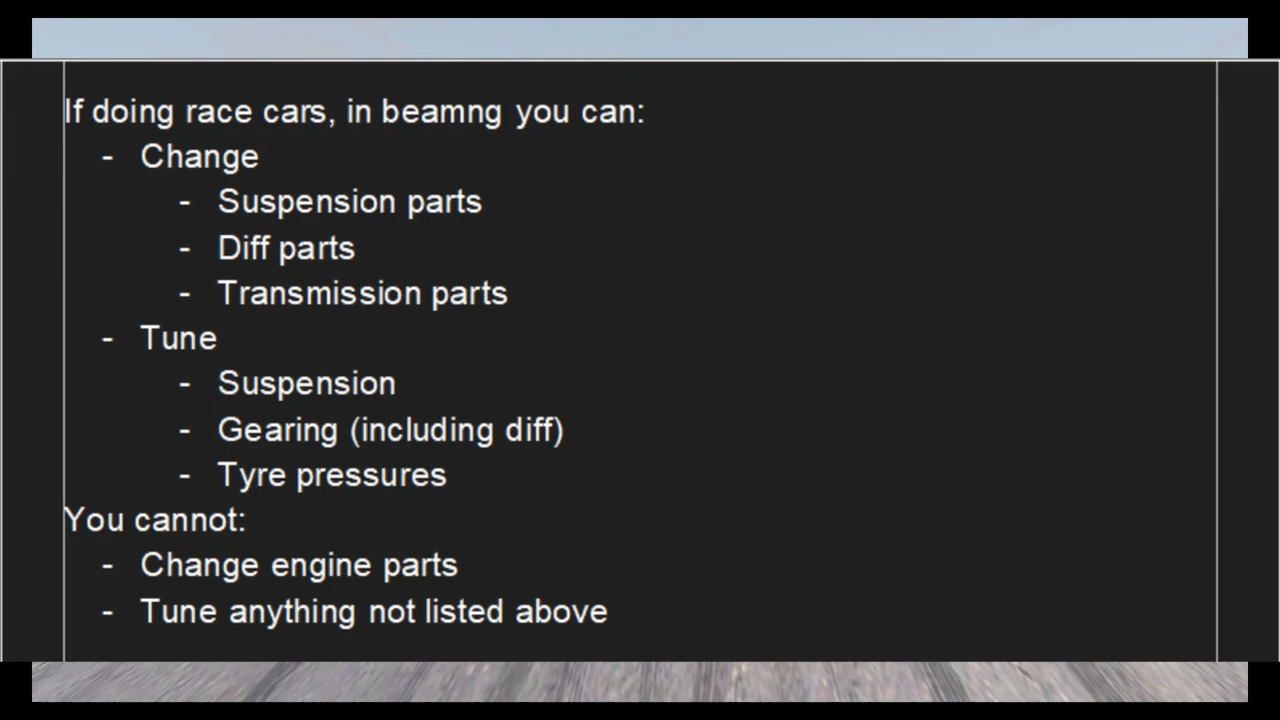 If doing race cars, in beamng you can:
- Change
- Suspension parts
- Diff parts
- Transmission parts
- Tune
- Suspension
- Gearing (including diff)
- Tyre pressures
You cannot:
- Change engine parts
- Tune anything not listed above